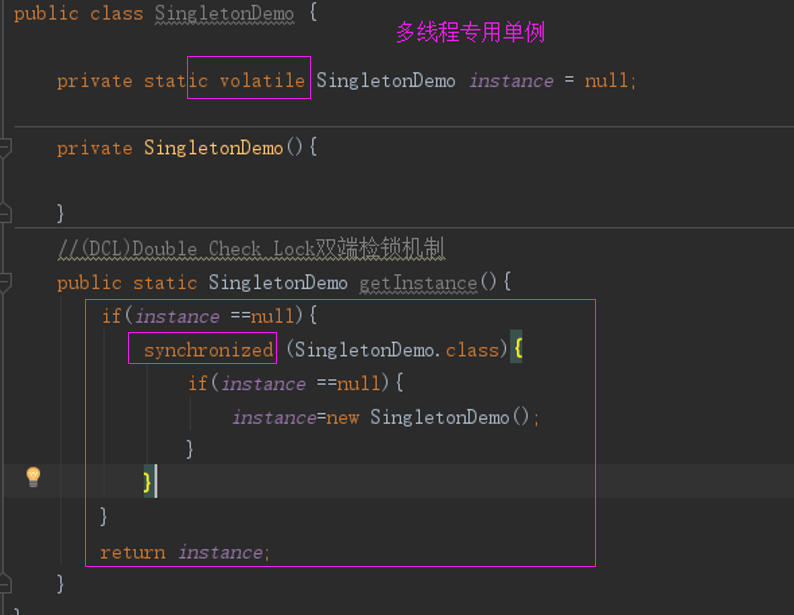 public class SingletonDemo {
多线程专用单例
private static volatile SingletonDemo instance = null;
private SingletonDemo(){
}
//(DCL)Double Check Lock双端检锁机制
public static SingletonDemo getInstance(){
if(instance ==null){
synchronized (SingletonDemo.class){
if(instance ==null){
instance=new SingletonDemo();
}
}
}
return instance;
}
}